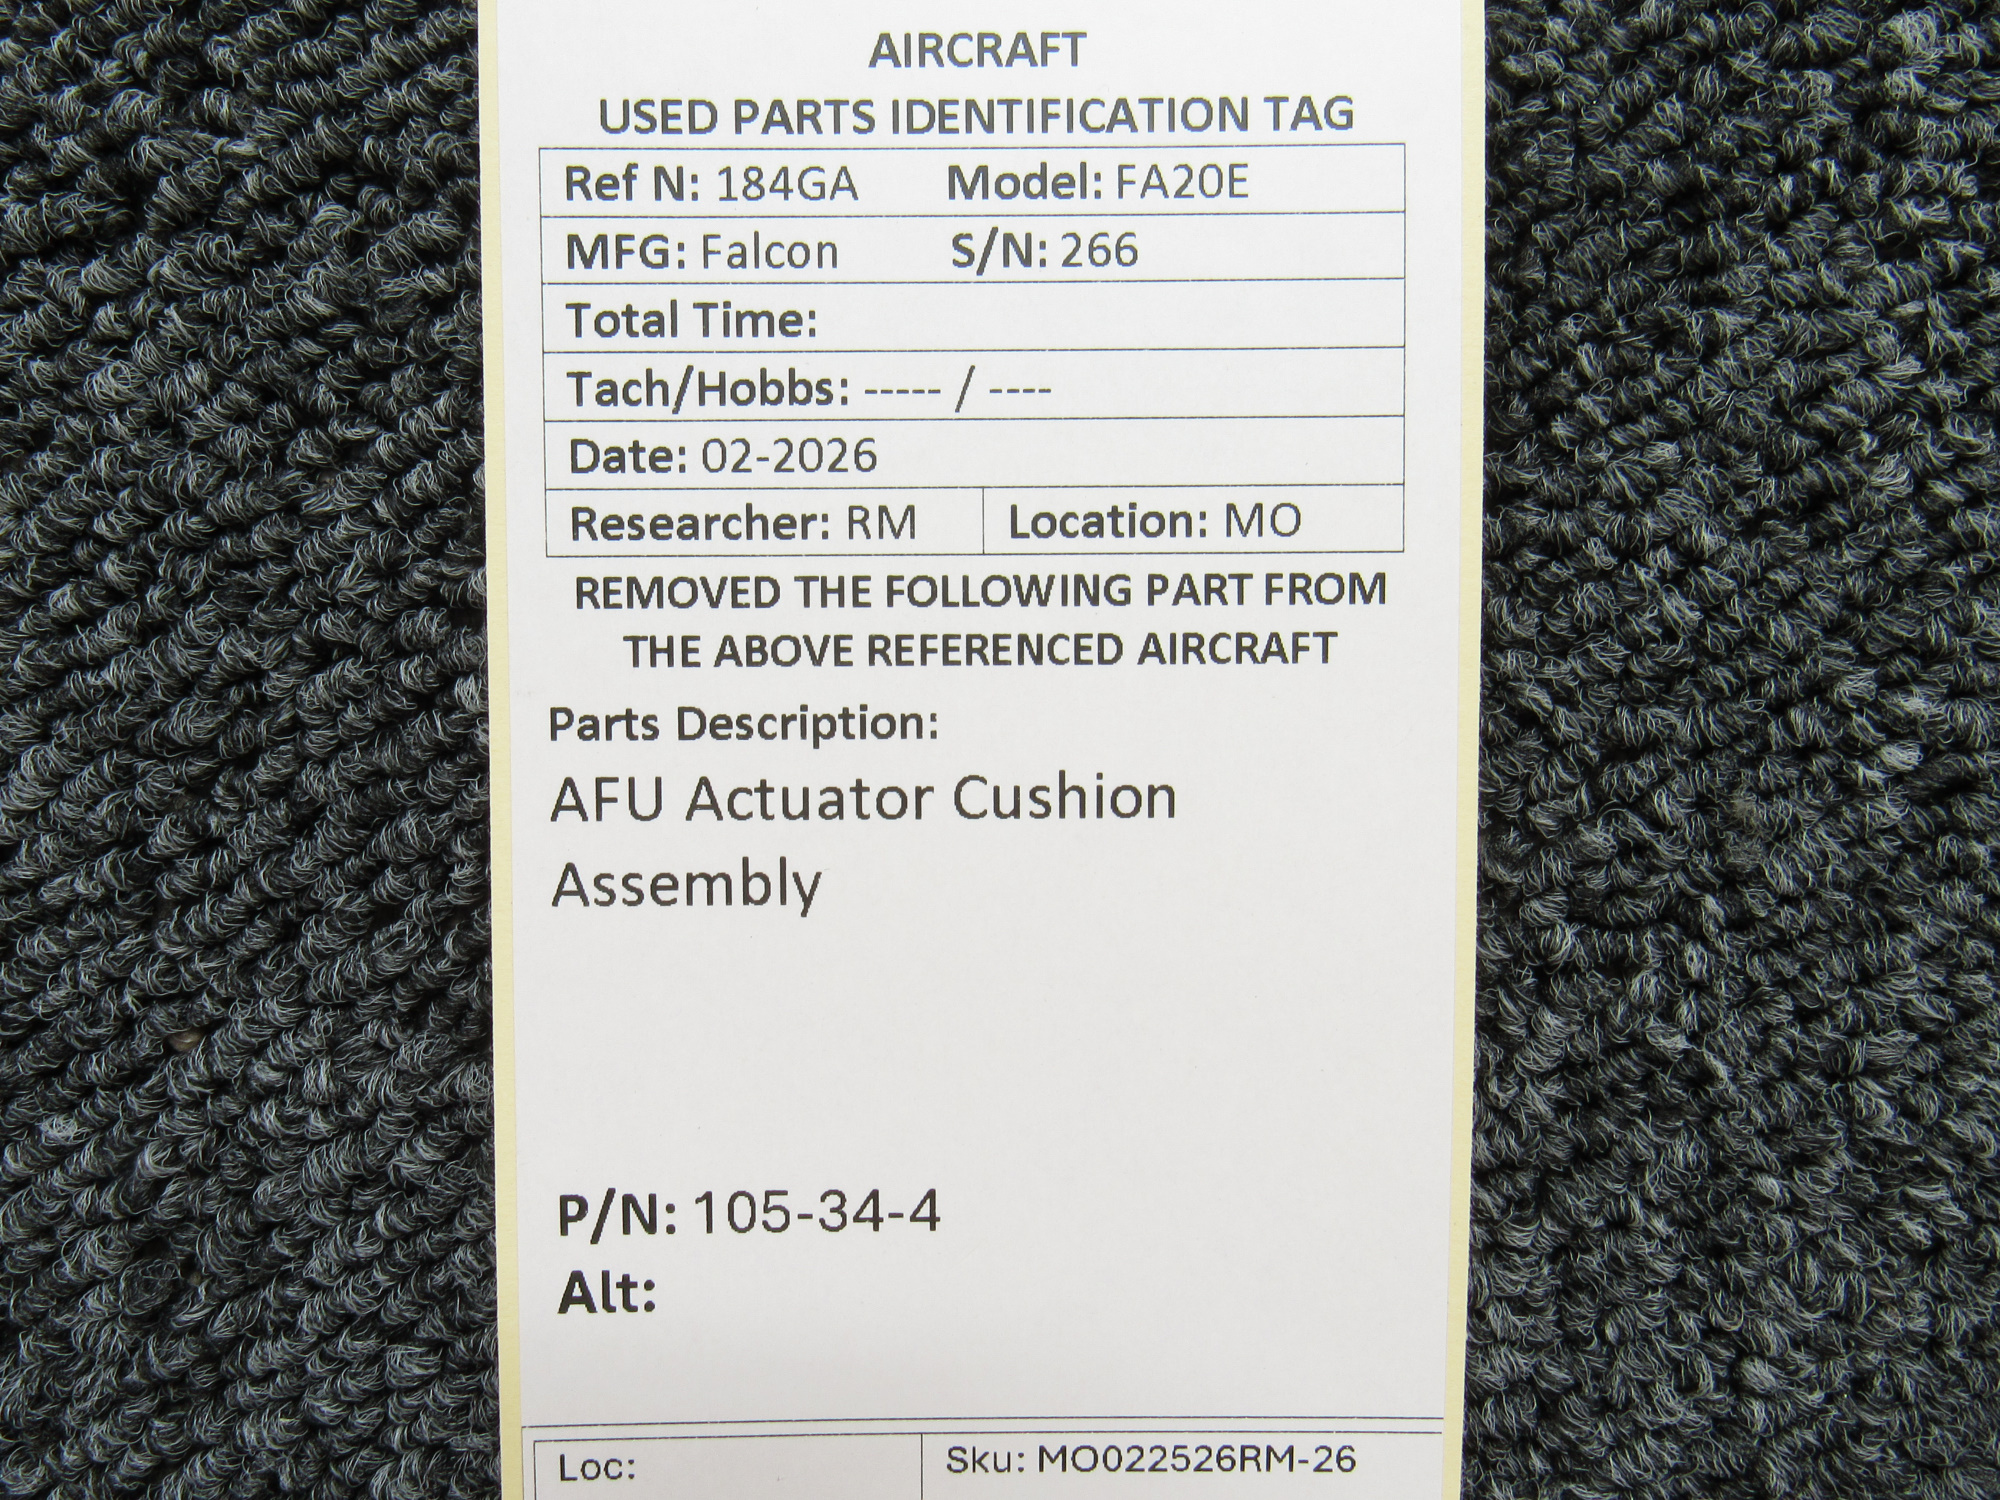 AIRCRAFT
USED PARTS IDENTIFICATION TAG
Ref N: 184GA Model: FA20E
MFG: Falcon S/N: 266
Total Time:
Tach/Hobbs: ----- / ----
Date: 02-2026
Researcher: RM Location: MO
REMOVED THE FOLLOWING PART FROM
THE ABOVE REFERENCED AIRCRAFT
Parts Description:
AFU Actuator Cushion
Assembly
P/N: 105-34-4
Alt:
Loc: Sku: MO022526RM-26